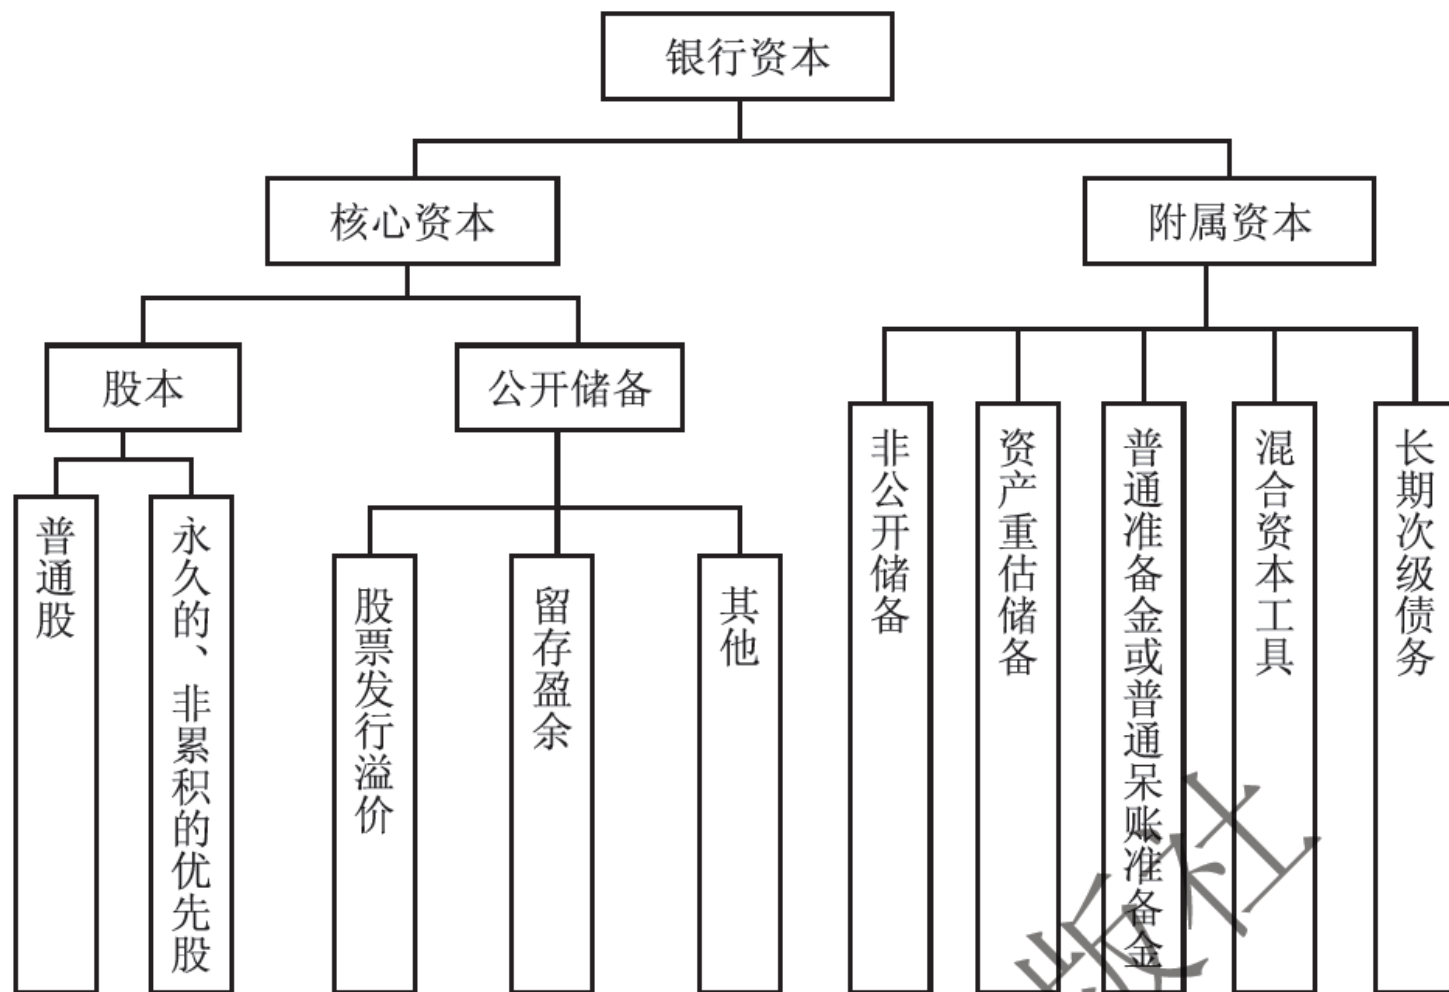 银行资本
核心资本
附属资本
股本
公开储备
普通股
永久的、非累积的优先股
股票发行溢价
留存盈余
其他
非公开储备
资产重估储备
普通准备金或普通呆账准备金
混合资本工具
长期次级债务
版社